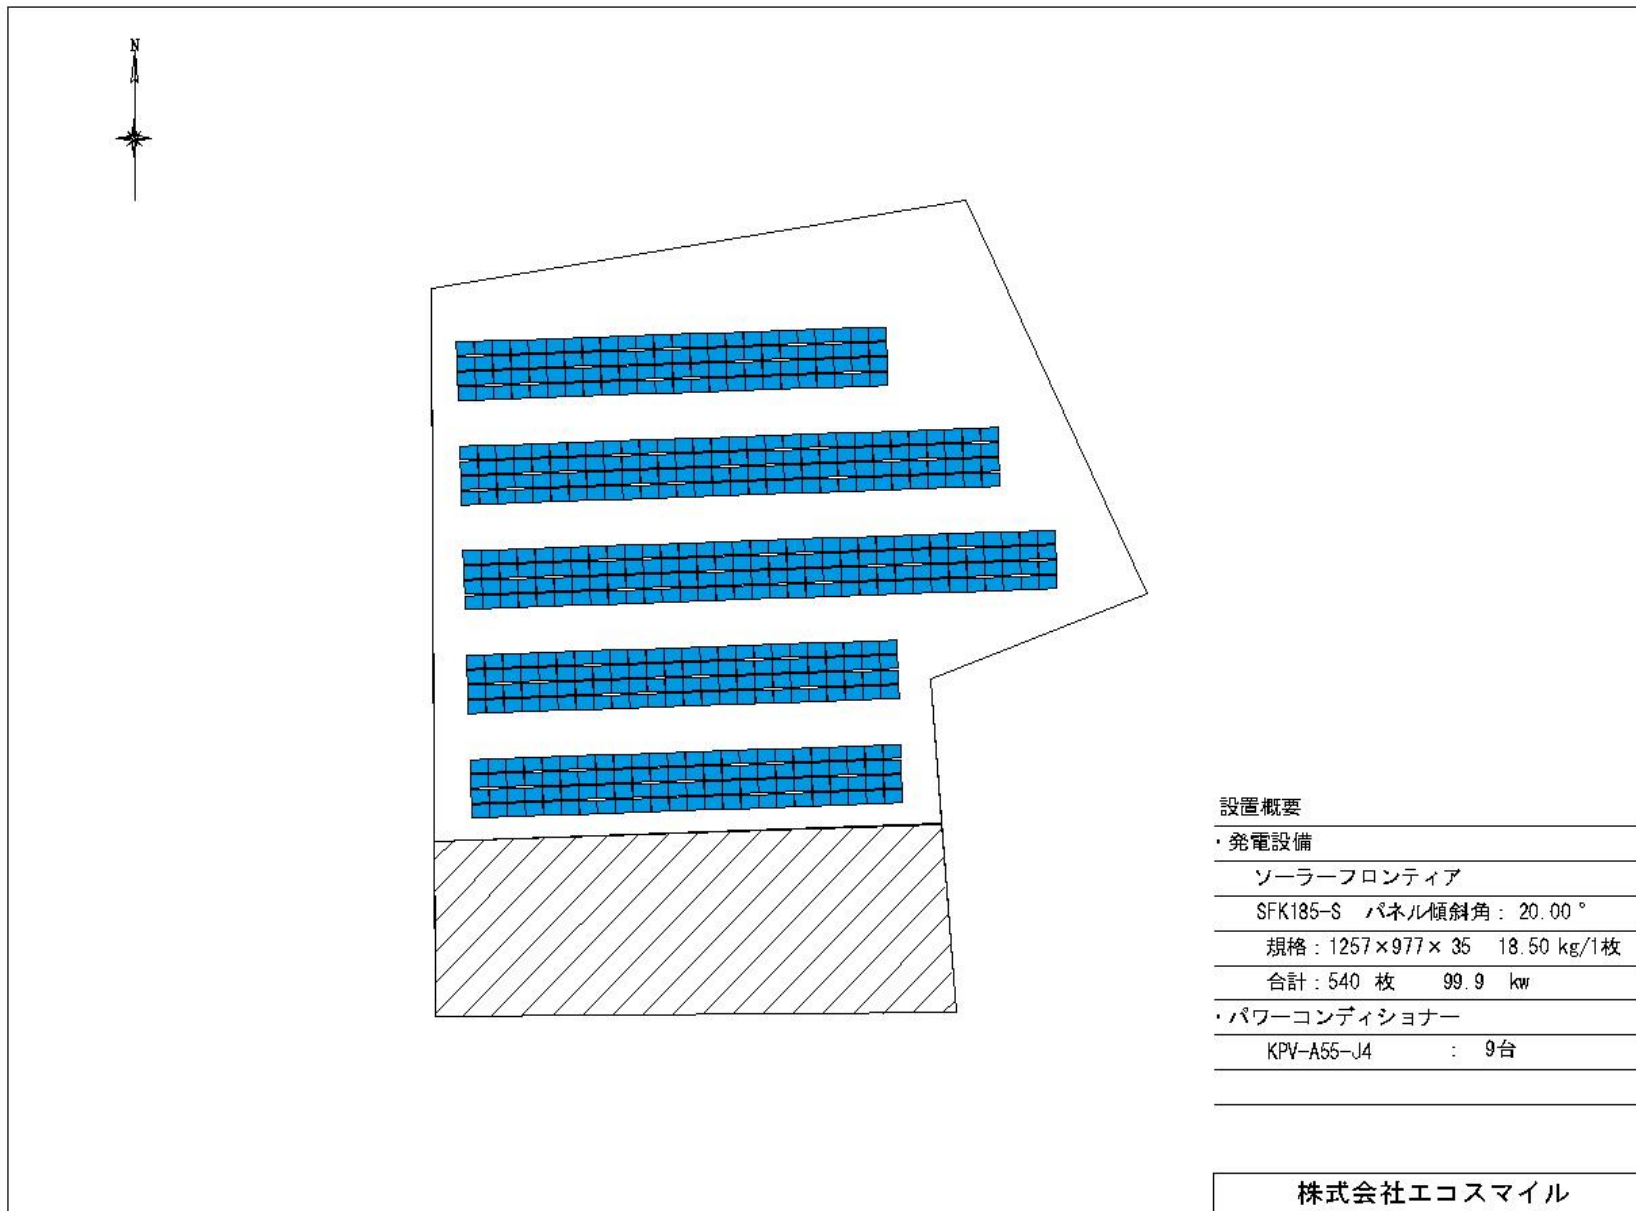 N
設置概要
・発電設備
ソーラーフロンティア
SFK185-S パネル傾斜角：20.00°
規格：1257×977×35 18.50 kg/1枚
合計：540 枚 99.9 kw
・パワーコンディショナー
KPV-A55-J4 ： 9台
株式会社エコスマイル